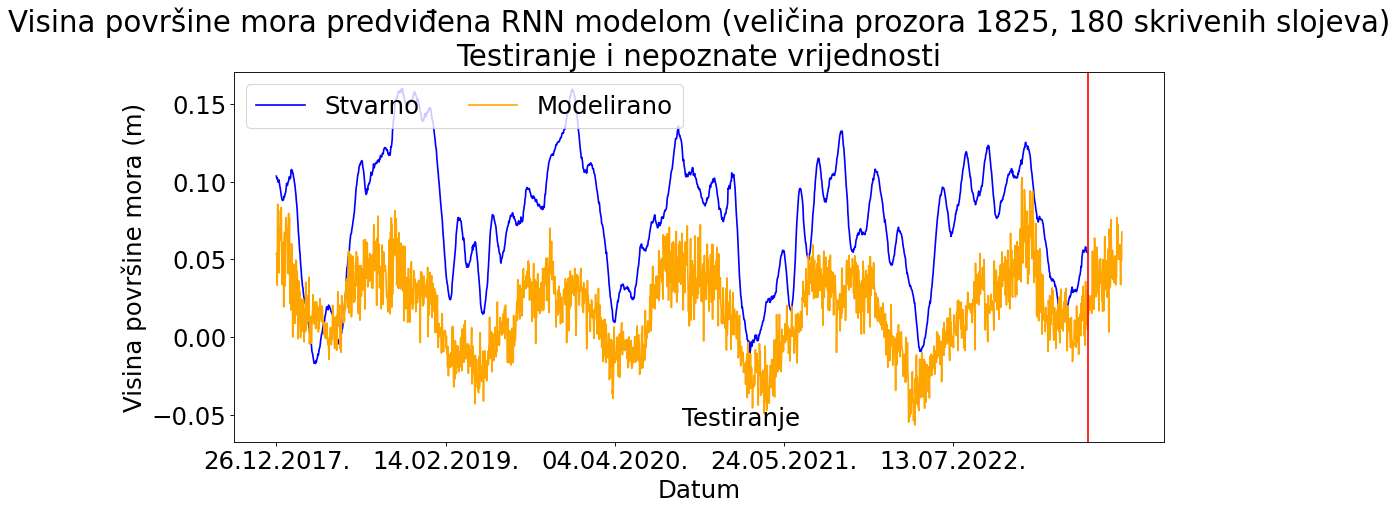 Visina površine mora predviđena RNN modelom (veličina prozora 1825, 180 skrivenih slojeva)
Testiranje i nepoznate vrijednosti
Stvarno Modelirano
Visina površine mora (m)
0.15
0.10
0.05
0.00
−0.05
Testiranje
26.12.2017. 14.02.2019. 04.04.2020. 24.05.2021. 13.07.2022.
Datum